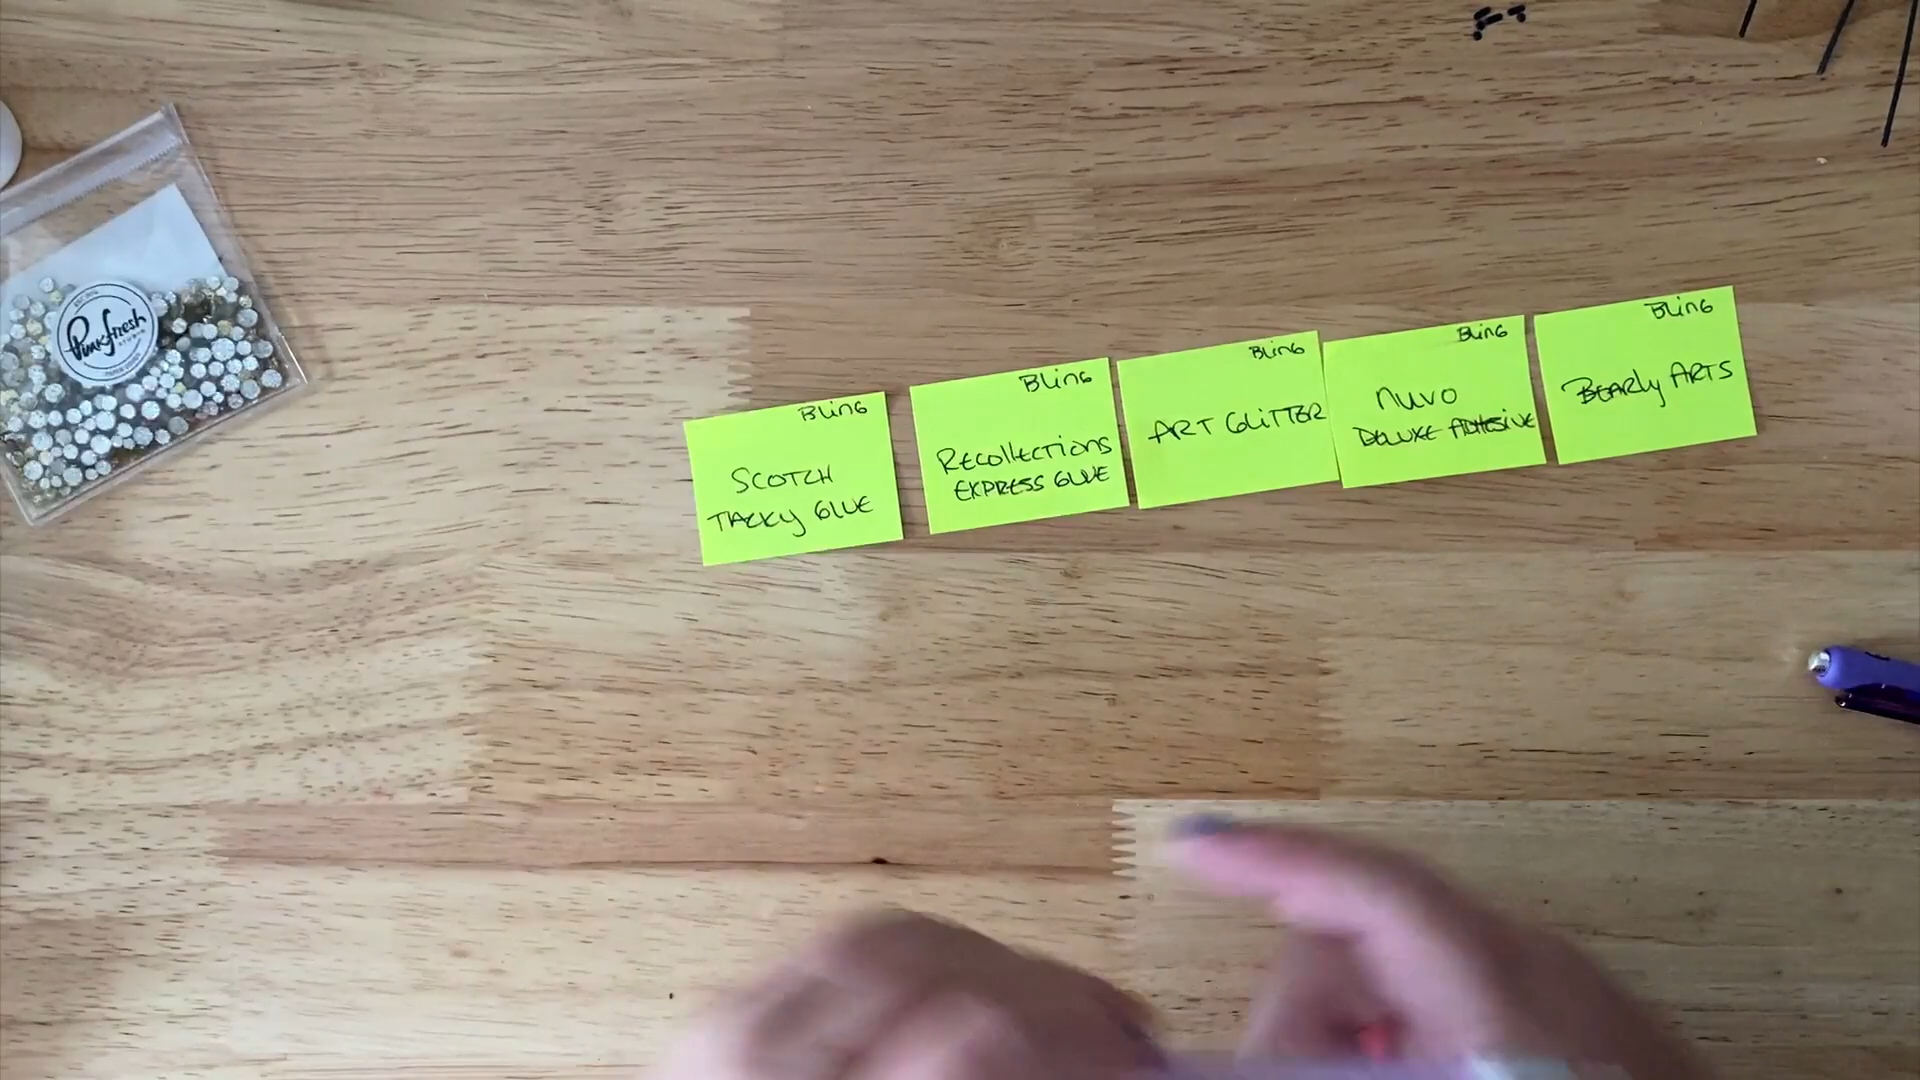 Pinkfresh
STUDIO
Bling
SCOTCH
TACKY GLUE
Bling
RECOllECTIONS
EXPRESS GLUE
Bling
ART GLITTER
Bling
NUVO
DELUXE ADHESIVE
Bling
BEARly ARTS